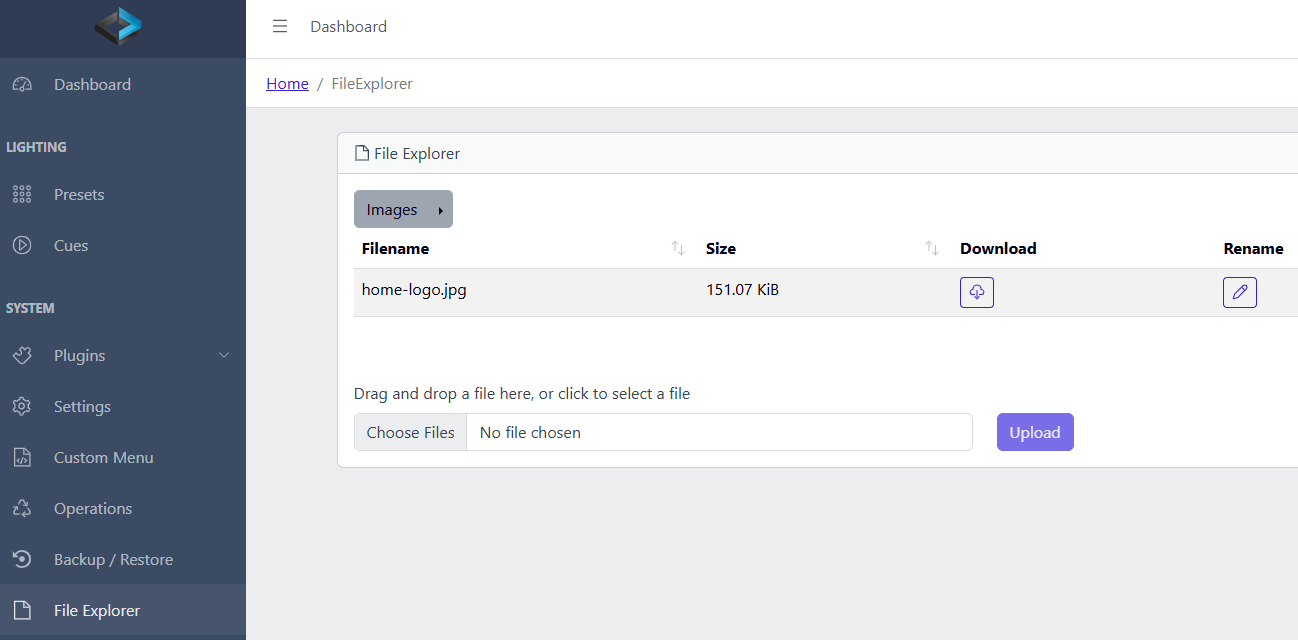 Dashboard
Dashboard
Home / FileExplorer
LIGHTING
Presets
Cues
SYSTEM
Plugins
Settings
Custom Menu
Operations
Backup / Restore
File Explorer
File Explorer
Images
Filename Size Download Rename
home-logo.jpg 151.07 KiB
Drag and drop a file here, or click to select a file
Choose Files No file chosen Upload